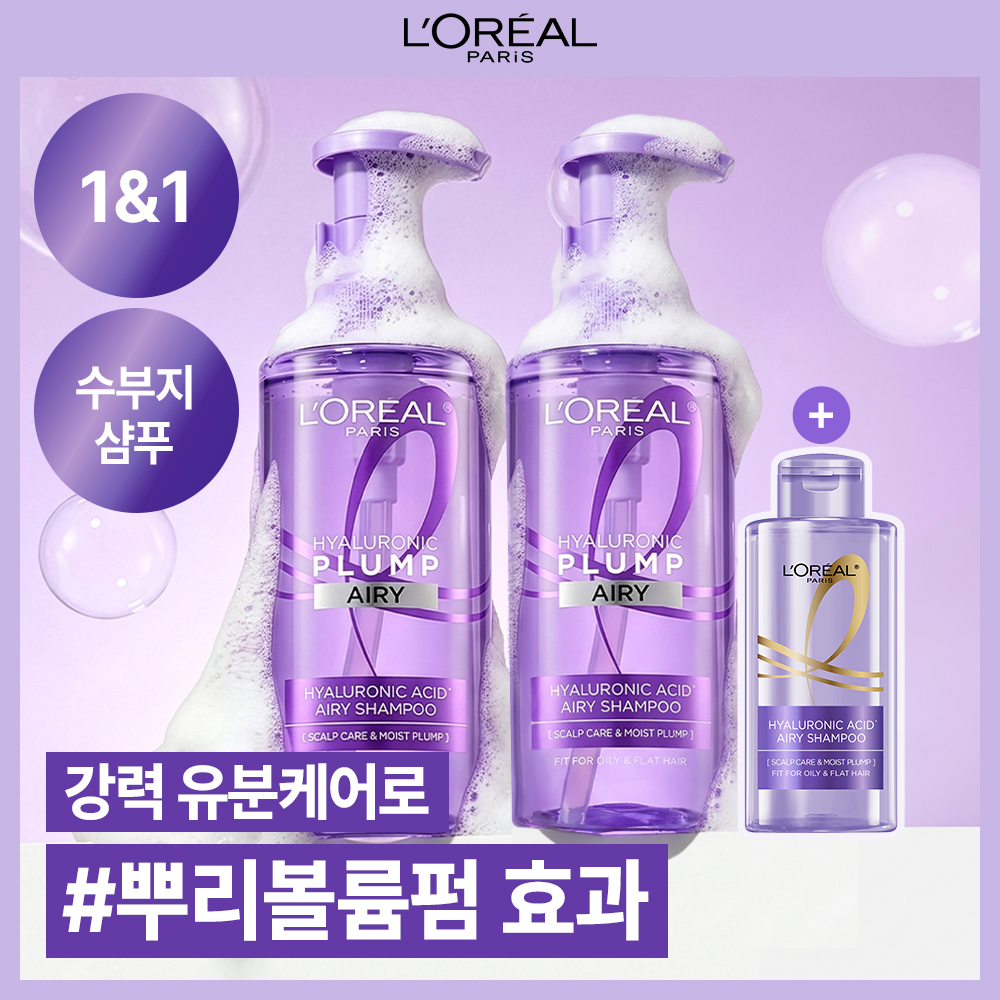 L'ORÉAL
PARiS
1&1
수부지
샴푸
L'ORÉAL®
PARIS
HYALURONIC
PLUMP
AIRY
HYALURONIC ACID*
AIRY SHAMPOO
[ SCALP CARE & MOIST PLUMP ]
L'ORÉAL®
PARIS
HYALURONIC
PLUMP
AIRY
HYALURONIC ACID*
AIRY SHAMPOO
[ SCALP CARE & MOIST PLUMP ]
FIT FOR OILY & FLAT HAIR
+
L'ORÉAL®
PARIS
HYALURONIC ACID*
AIRY SHAMPOO
[ SCALP CARE & MOIST PLUMP ]
FIT FOR OILY & FLAT HAIR
강력 유분케어로
#뿌리볼륨펌 효과